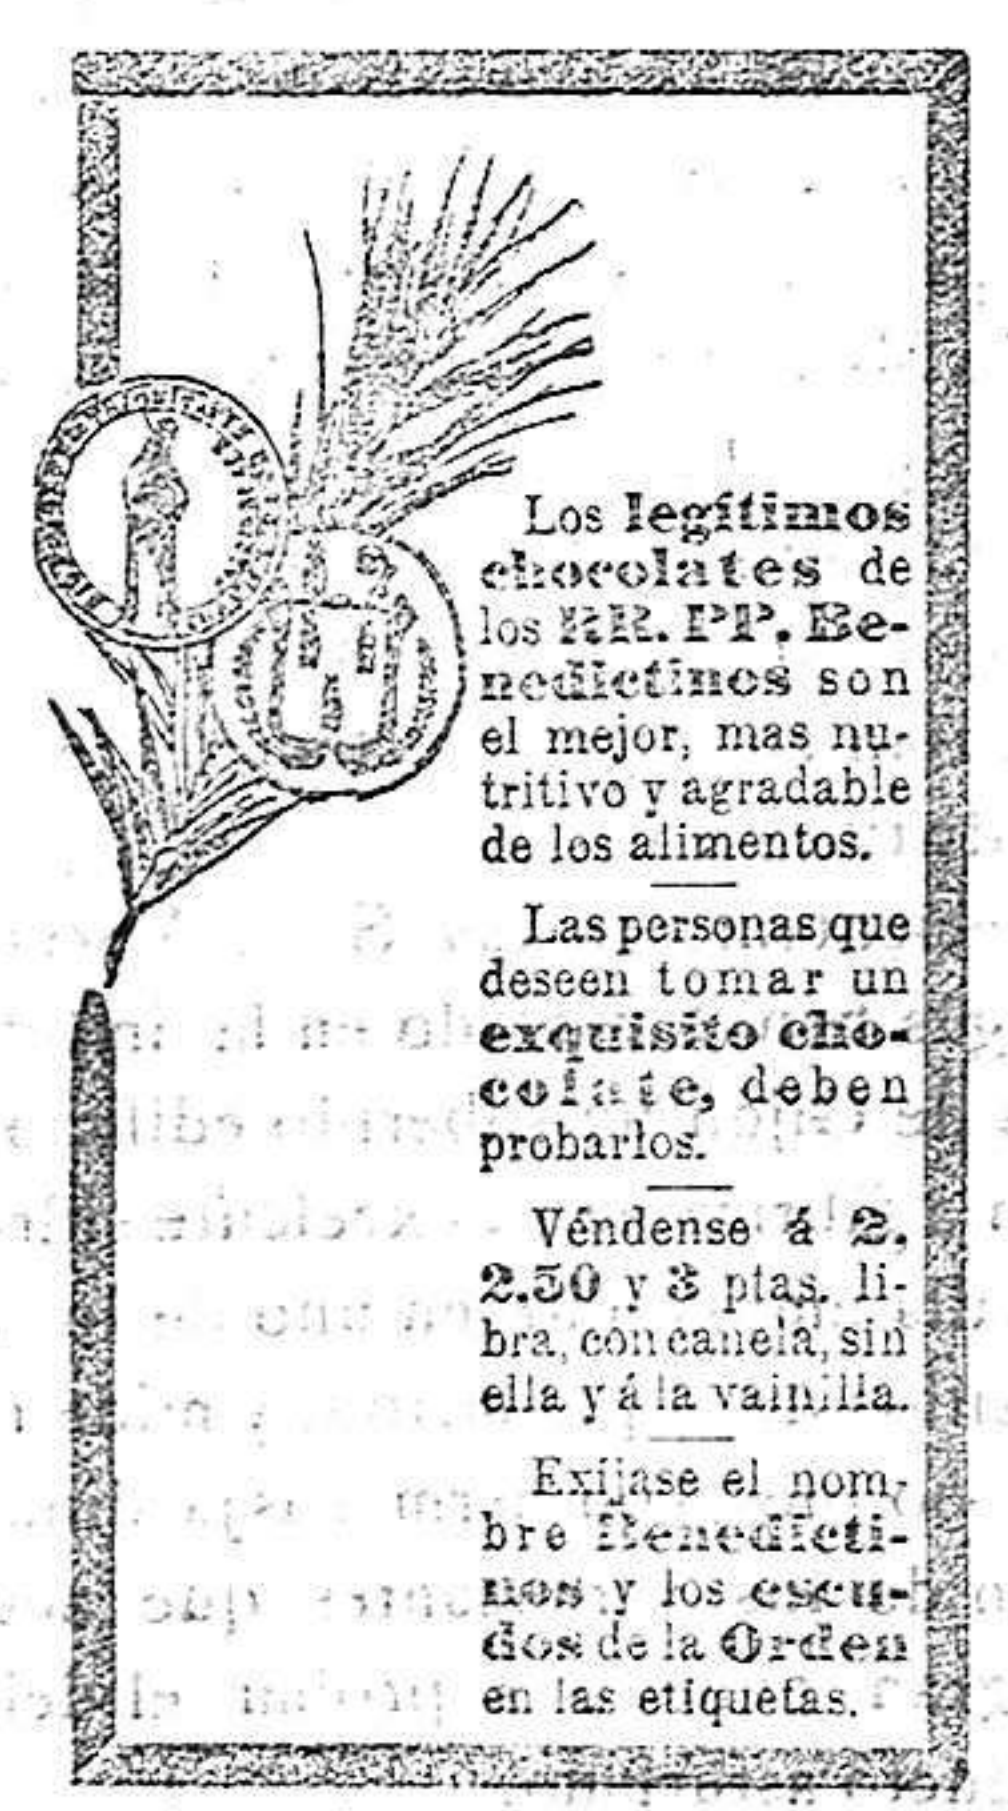 Los legítimos
chocolates de
los RR. PP. Be-
nedictinos son
el mejor, mas nu-
tritivo y agradable
de los alimentos.
Las personas que
deseen tomar un
exquisito cho-
colate, deben
probarlos.
Véndense á 2,
2.50 y 3 ptas. li-
bra, con canela, sin
ella y á la vainilla.
Exíjase el nom-
bre Benedicti-
nos y los escu-
dos de la Orden
en las etiquetas.